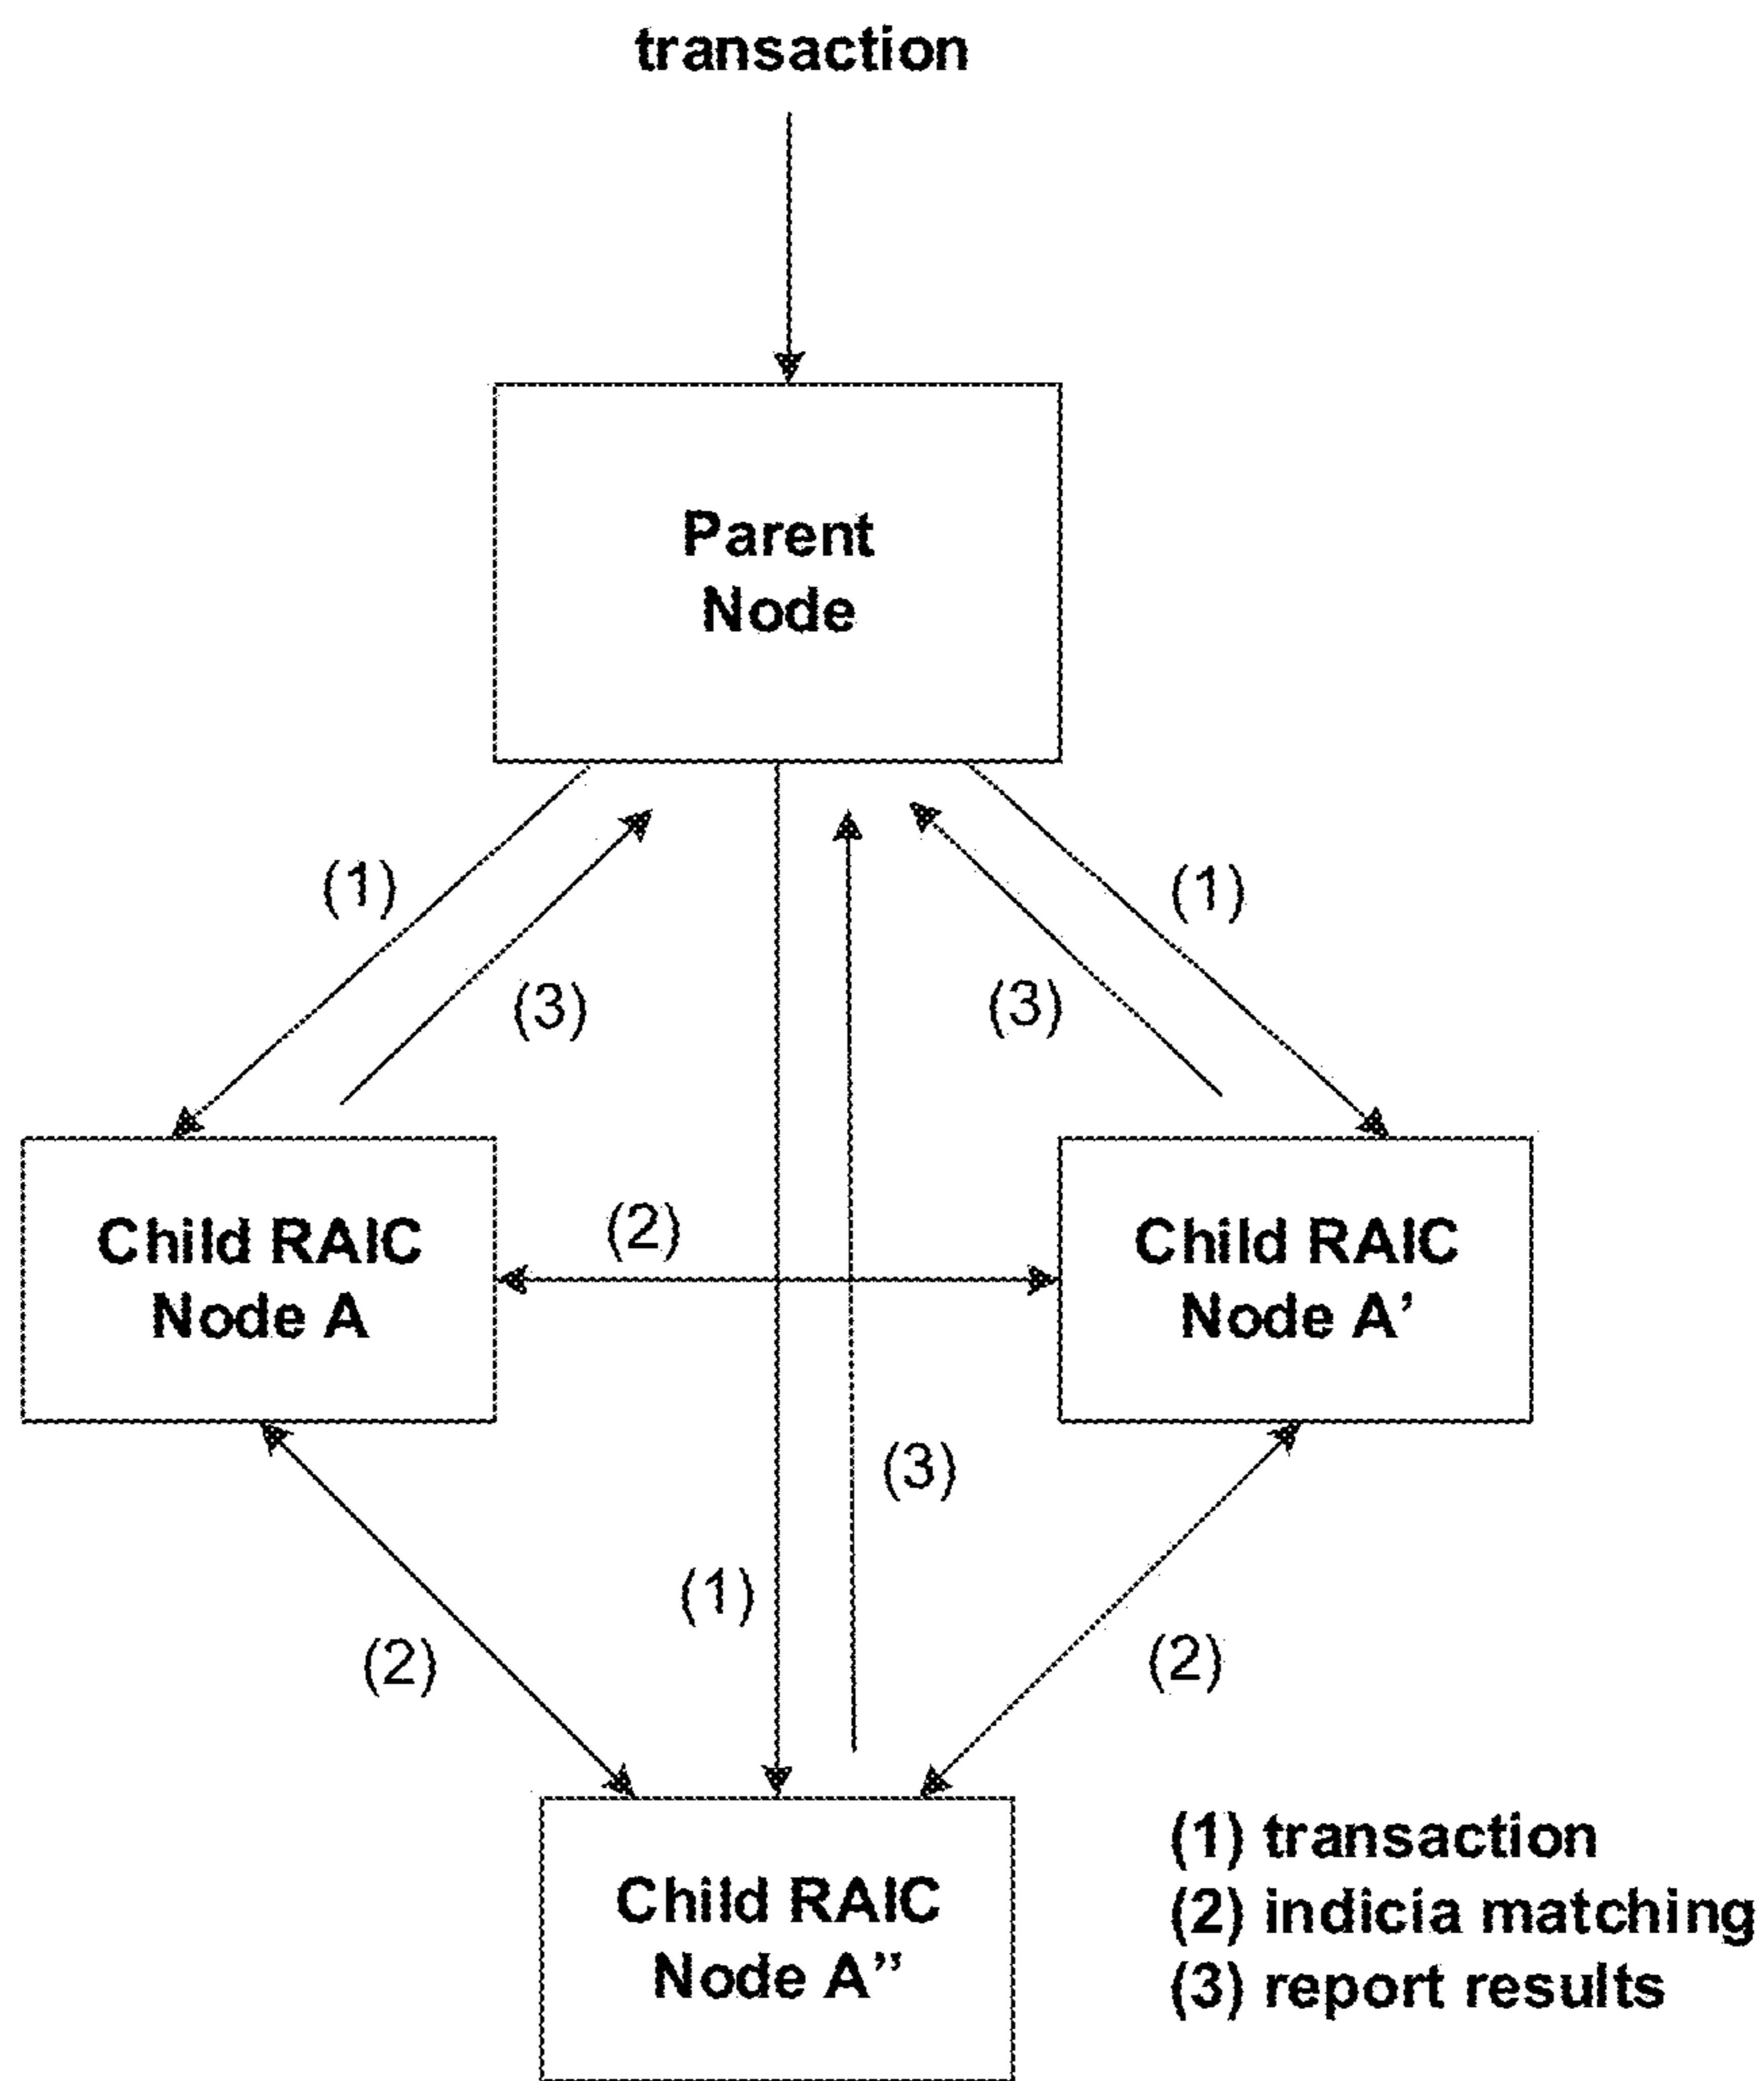 transaction
Parent
Node
(1)
(1)
(3)
(3)
Child RAIC
Node A
(2)
Child RAIC
Node A’
(3)
(1)
(2)
(2)
Child RAIC
Node A”
(1) transaction
(2) indicia matching
(3) report results